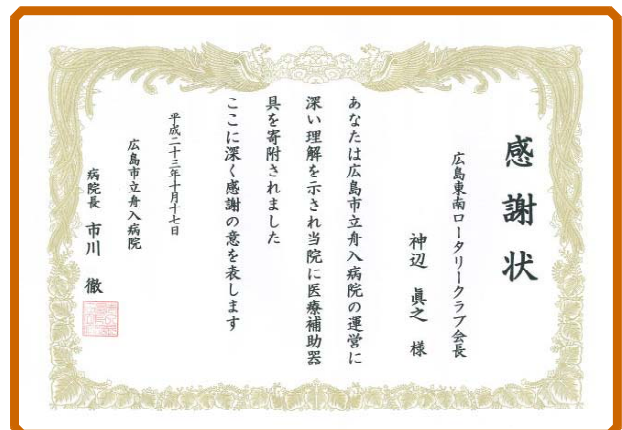 感謝状
広島東南ロータリークラブ会長
神辺 眞之 様
あなたは広島市立舟入病院の運営に
深い理解を示され当院に医療補助器
具を寄附されました
ここに深く感謝の意を表します
平成二十三年十月十七日
広島市立舟入病院
病院長 市川 徹